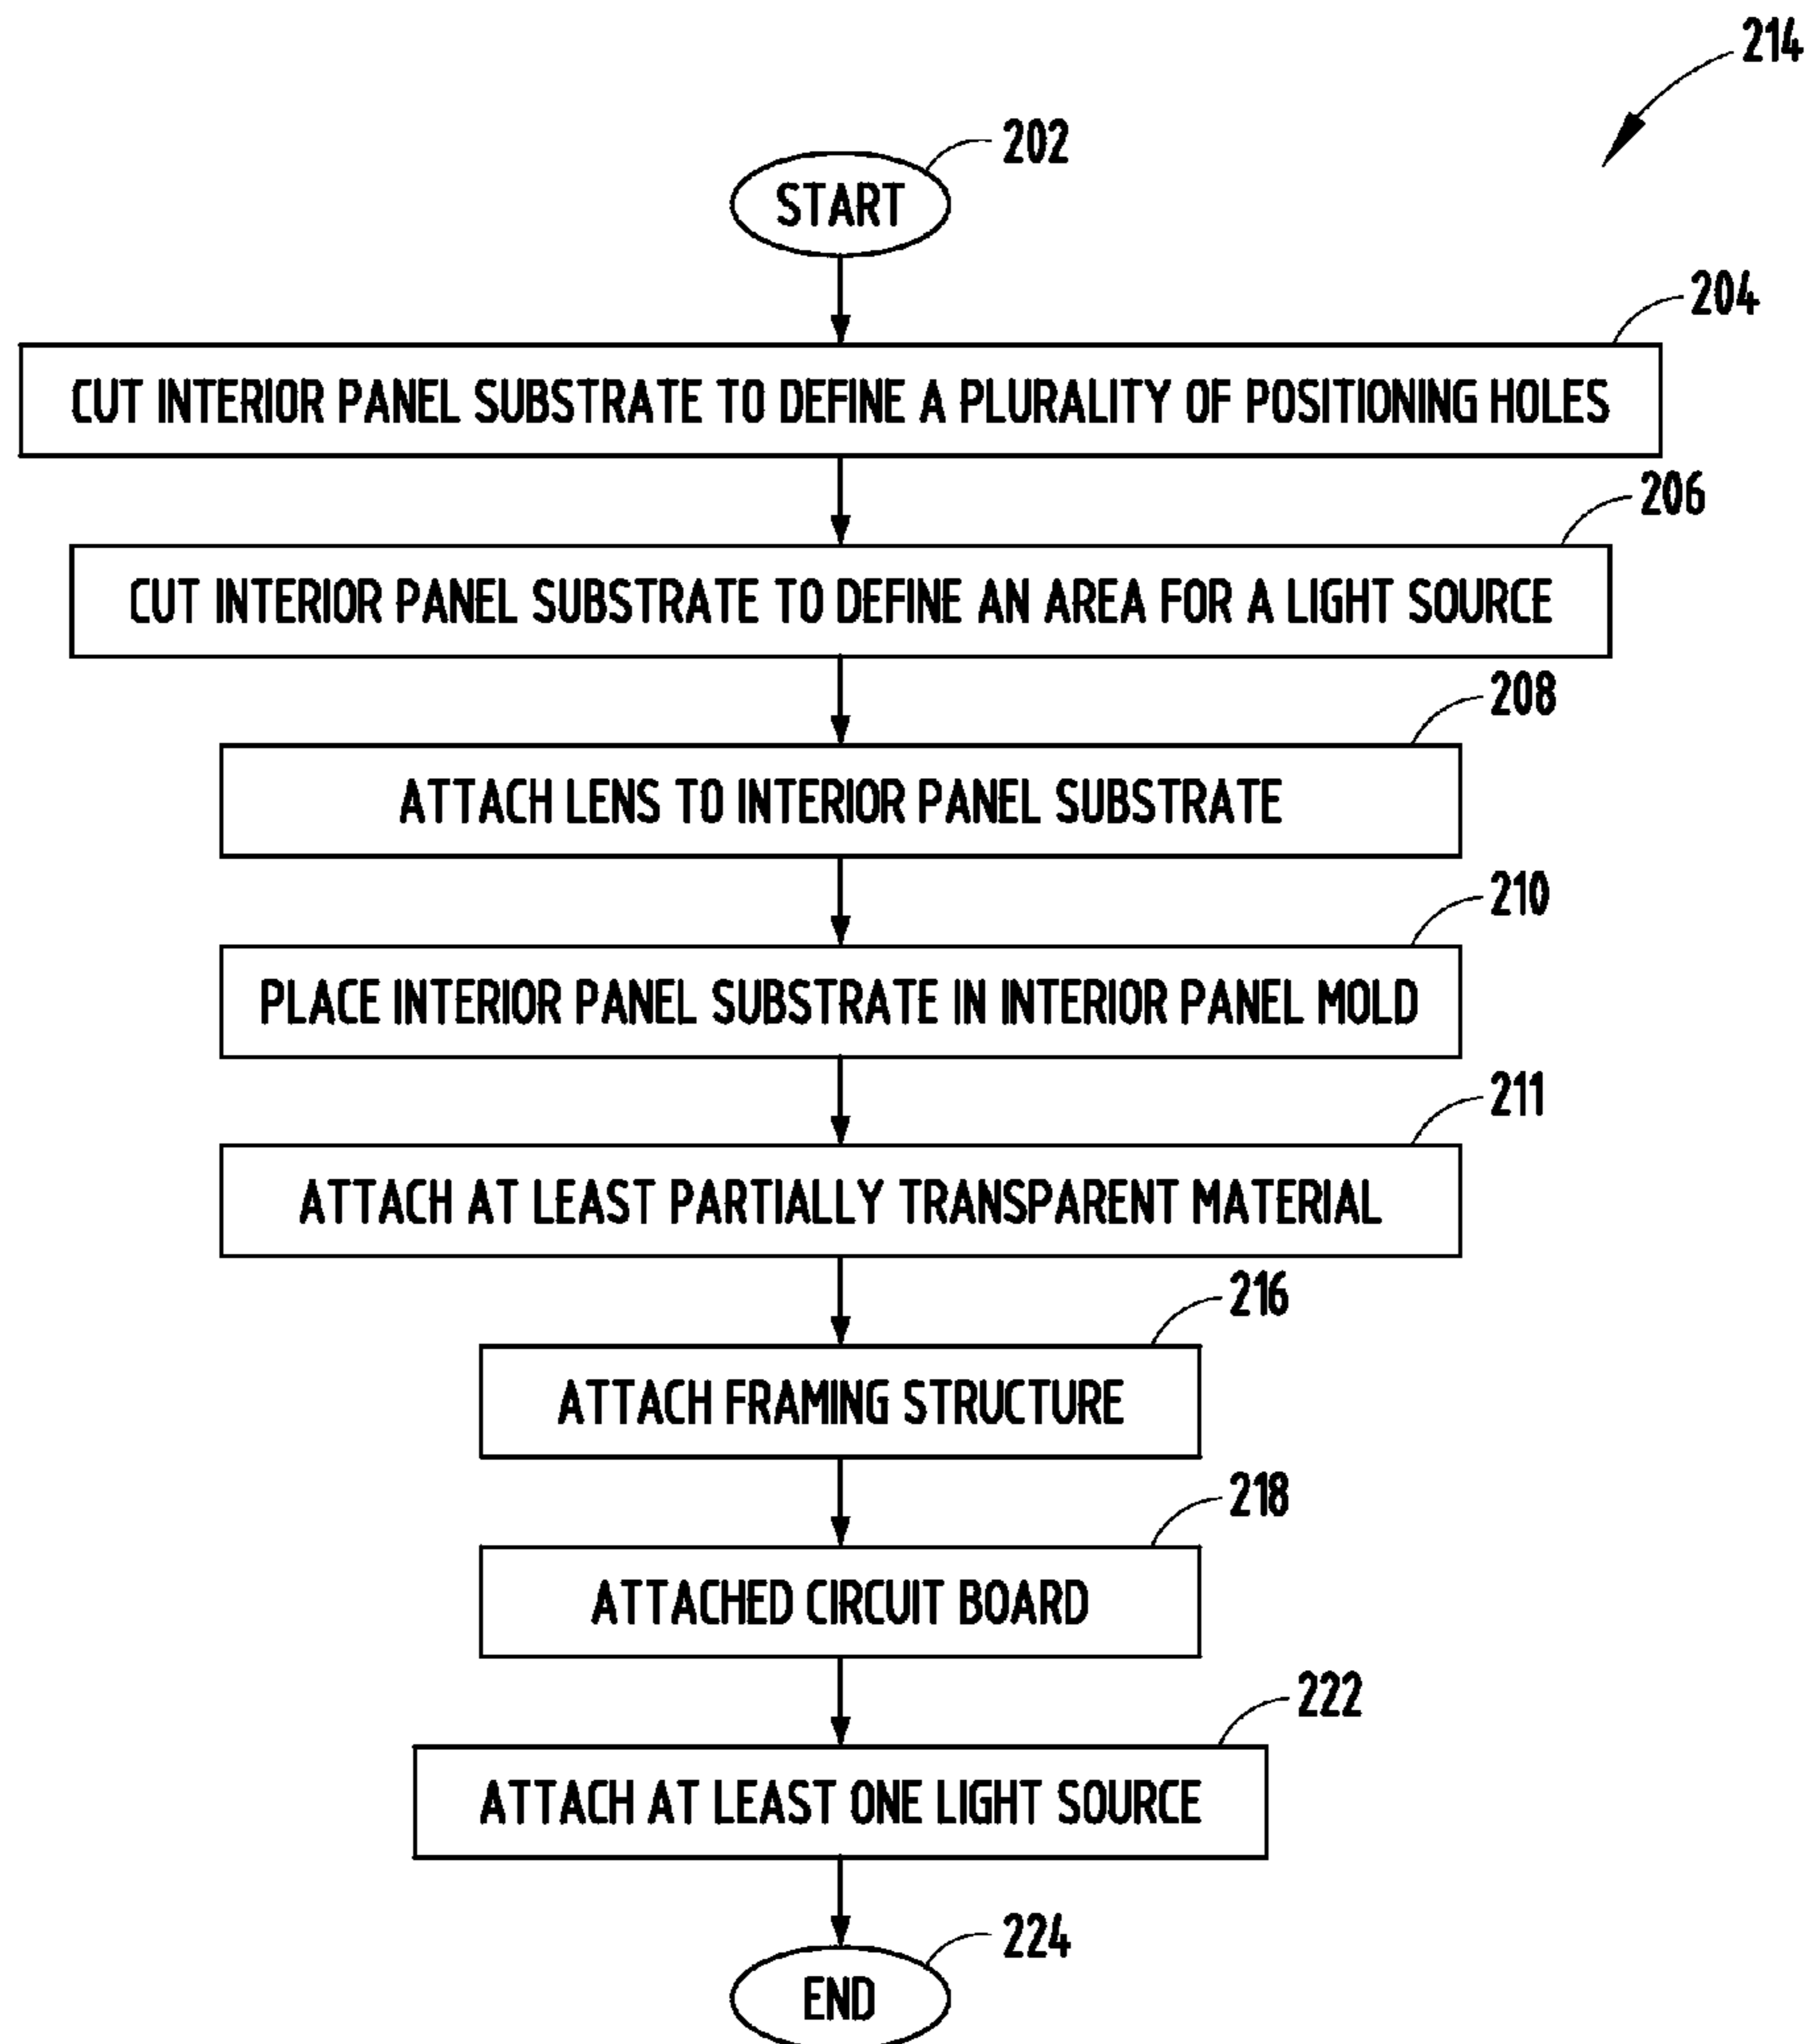 214
202
START
204
CUT INTERIOR PANEL SUBSTRATE TO DEFINE A PLURALITY OF POSITIONING HOLES
206
CUT INTERIOR PANEL SUBSTRATE TO DEFINE AN AREA FOR A LIGHT SOURCE
208
ATTACH LENS TO INTERIOR PANEL SUBSTRATE
210
PLACE INTERIOR PANEL SUBSTRATE IN INTERIOR PANEL MOLD
211
ATTACH AT LEAST PARTIALLY TRANSPARENT MATERIAL
216
ATTACH FRAMING STRUCTURE
218
ATTACHED CIRCUIT BOARD
222
ATTACH AT LEAST ONE LIGHT SOURCE
224
END